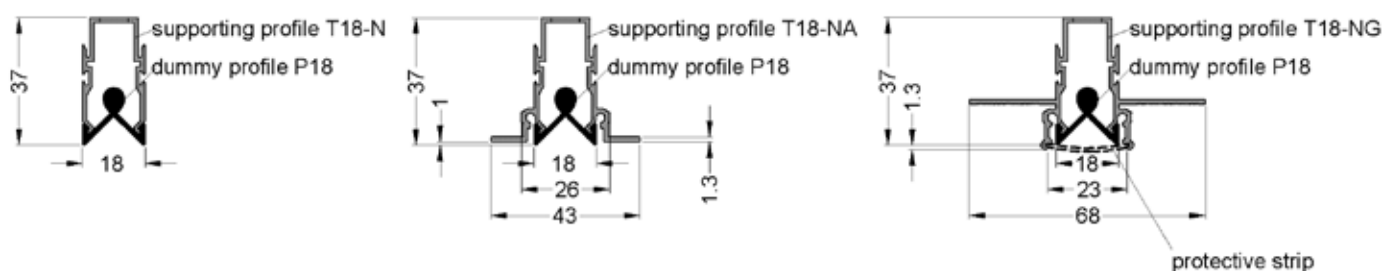 supporting profile T18-N
dummy profile P18
37
18
supporting profile T18-NA
dummy profile P18
37
1
18
26
43
1.3
supporting profile T18-NG
dummy profile P18
37
1.3
18
23
68
protective strip